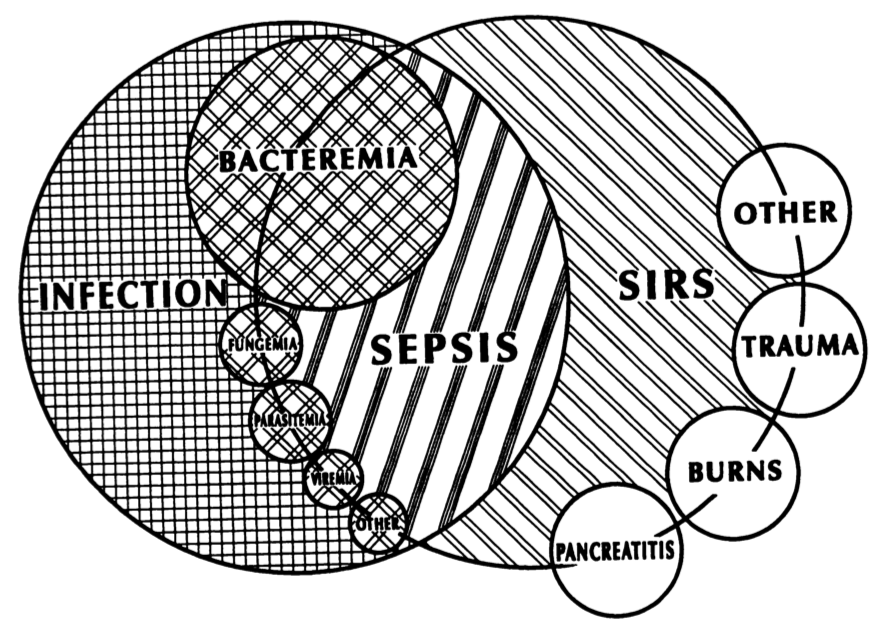 BACTEREMIA
OTHER
INFECTION
SIRS
FUNGEMIA
SEPSIS
TRAUMA
PARASITEMIA
BURNS
VIREMIA
OTHER
PANCREATITIS